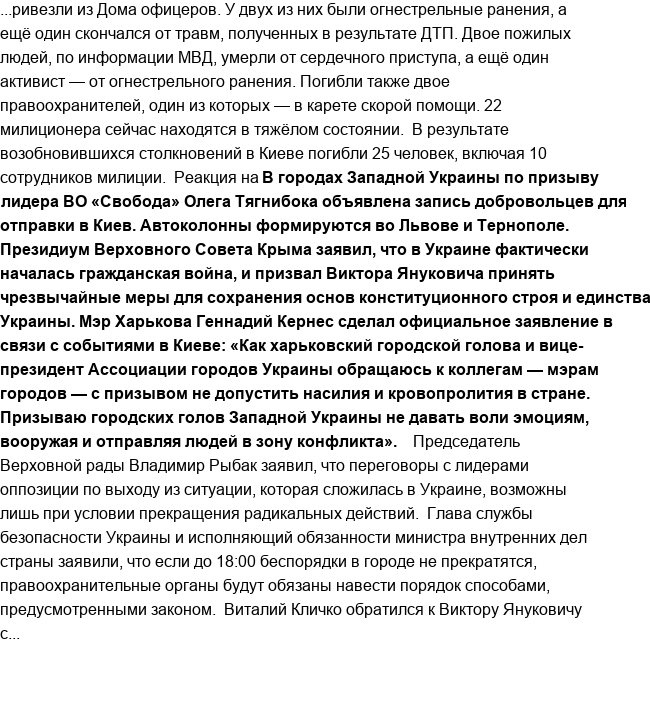 ...ривезли из Дома офицеров. У двух из них были огнестрельные ранения, а
ещё один скончался от травм, полученных в результате ДТП. Двое пожилых
людей, по информации МВД, умерли от сердечного приступа, а ещё один
активист — от огнестрельного ранения. Погибли также двое
правоохранителей, один из которых — в карете скорой помощи. 22
милиционера сейчас находятся в тяжёлом состоянии.  В результате
возобновившихся столкновений в Киеве погибли 25 человек, включая 10
сотрудников милиции.  Реакция на В городах Западной Украины по призыву
лидера ВО «Свобода» Олега Тягнибока объявлена запись добровольцев для
отправки в Киев. Автоколонны формируются во Львове и Тернополе.
Президиум Верховного Совета Крыма заявил, что в Украине фактически
началась гражданская война, и призвал Виктора Януковича принять
чрезвычайные меры для сохранения основ конституционного строя и единства
Украины. Мэр Харькова Геннадий Кернес сделал официальное заявление в
связи с событиями в Киеве: «Как харьковский городской голова и вице-
президент Ассоциации городов Украины обращаюсь к коллегам — мэрам
городов — с призывом не допустить насилия и кровопролития в стране.
Призываю городских голов Западной Украины не давать воли эмоциям,
вооружая и отправляя людей в зону конфликта».    Председатель
Верховной рады Владимир Рыбак заявил, что переговоры с лидерами
оппозиции по выходу из ситуации, которая сложилась в Украине, возможны
лишь при условии прекращения радикальных действий.  Глава службы
безопасности Украины и исполняющий обязанности министра внутренних дел
страны заявили, что если до 18:00 беспорядки в городе не прекратятся,
правоохранительные органы будут обязаны навести порядок способами,
предусмотренными законом.  Виталий Кличко обратился к Виктору Януковичу
с...